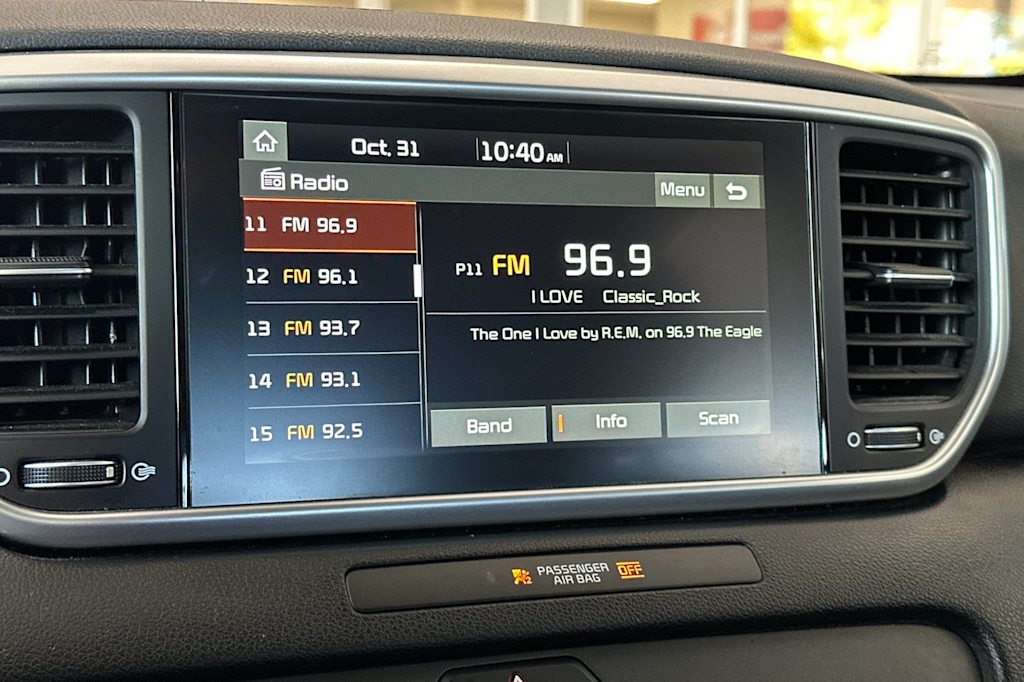 Oct. 31 10:40 AM
Radio Menu
11 FM 96.9
12 FM 96.1
13 FM 93.7
14 FM 93.1
15 FM 92.5
P11 FM 96.9
I LOVE Classic_Rock
The One I Love by R.E.M. on 96.9 The Eagle
Band Info Scan
PASSENGER
AIR BAG OFF
2